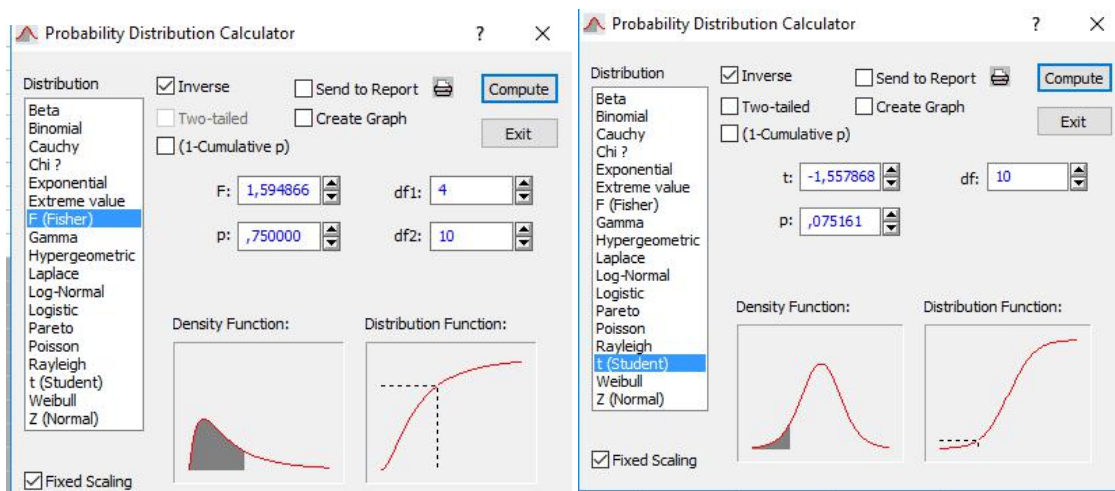 Probability Distribution Calculator ? ×
Distribution
Inverse Send to Report Compute
Two-tailed Create Graph
(1-Cumulative p) Exit
Beta
Binomial
Cauchy
Chi ?
Exponential
Extreme value
F (Fisher)
Gamma
Hypergeometric
Laplace
Log-Normal
Logistic
Pareto
Poisson
Rayleigh
t (Student)
Weibull
Z (Normal)
F: 1,594866 df1: 4
p: ,750000 df2: 10
Density Function: Distribution Function:
Fixed Scaling
Probability Distribution Calculator ? ×
Distribution
Inverse Send to Report Compute
Two-tailed Create Graph
(1-Cumulative p) Exit
Beta
Binomial
Cauchy
Chi ?
Exponential
Extreme value
F (Fisher)
Gamma
Hypergeometric
Laplace
Log-Normal
Logistic
Pareto
Poisson
Rayleigh
t (Student)
Weibull
Z (Normal)
t: -1,557868 df: 10
p: ,075161
Density Function: Distribution Function:
Fixed Scaling